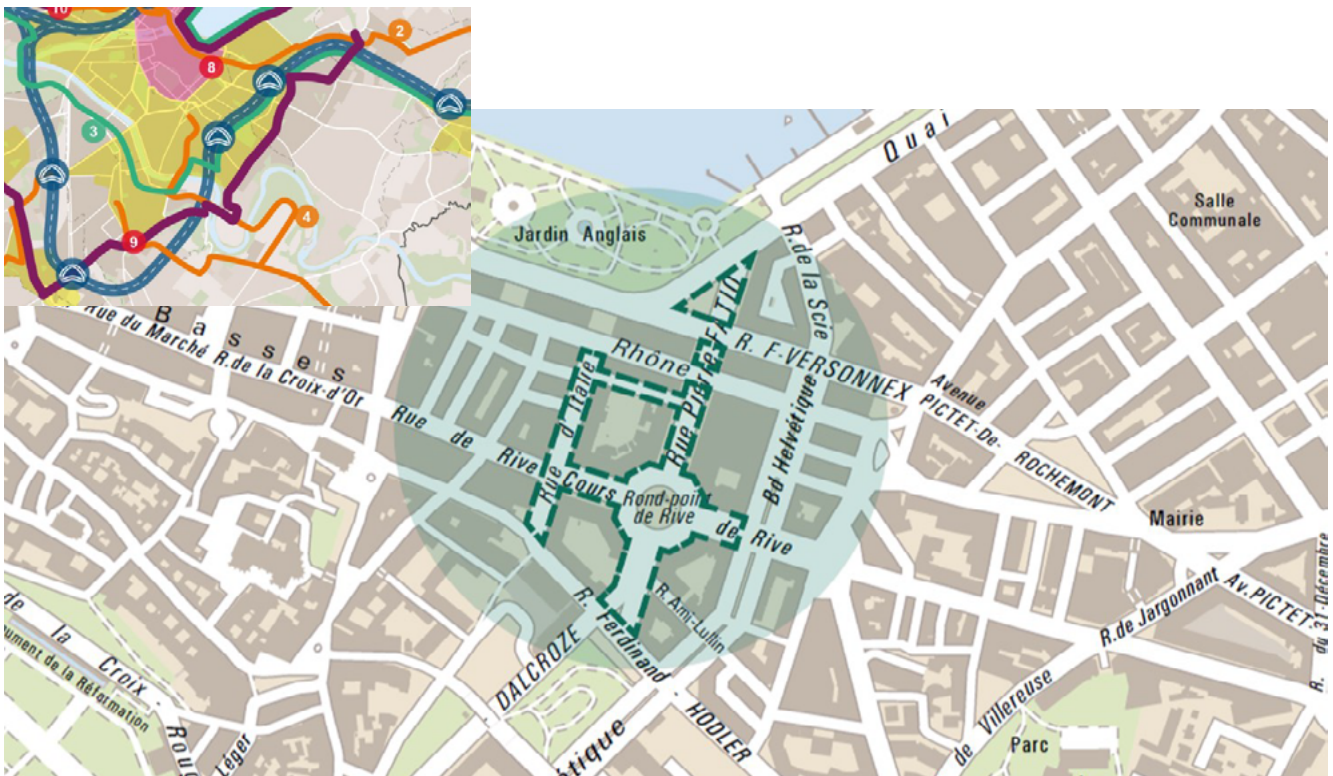 10
2
8
3
4
9
Quai
Salle
Communale
Jardin Anglais
R.de la Scie
Rue Pierre FATIO
R. F-VERSONNEX
Rhône
Basses
Rue du Marché
R.de la Croix-d'Or
Rue de Rive
Rue d'Italie
Bd Helvétique
Avenue
PICTET-De-
ROCHEMONT
Cours
Rond-point
de Rive
de Rive
Mairie
R. Ami-Lullin
R. Ferdinand-
HODLER
DALCROZE
R.de Jargonnant
Av.PICTET-
R. du 31-Décembre
de la Croix-
Roug
ument de la Réformation
Léger
étique
de Villereuse
Parc